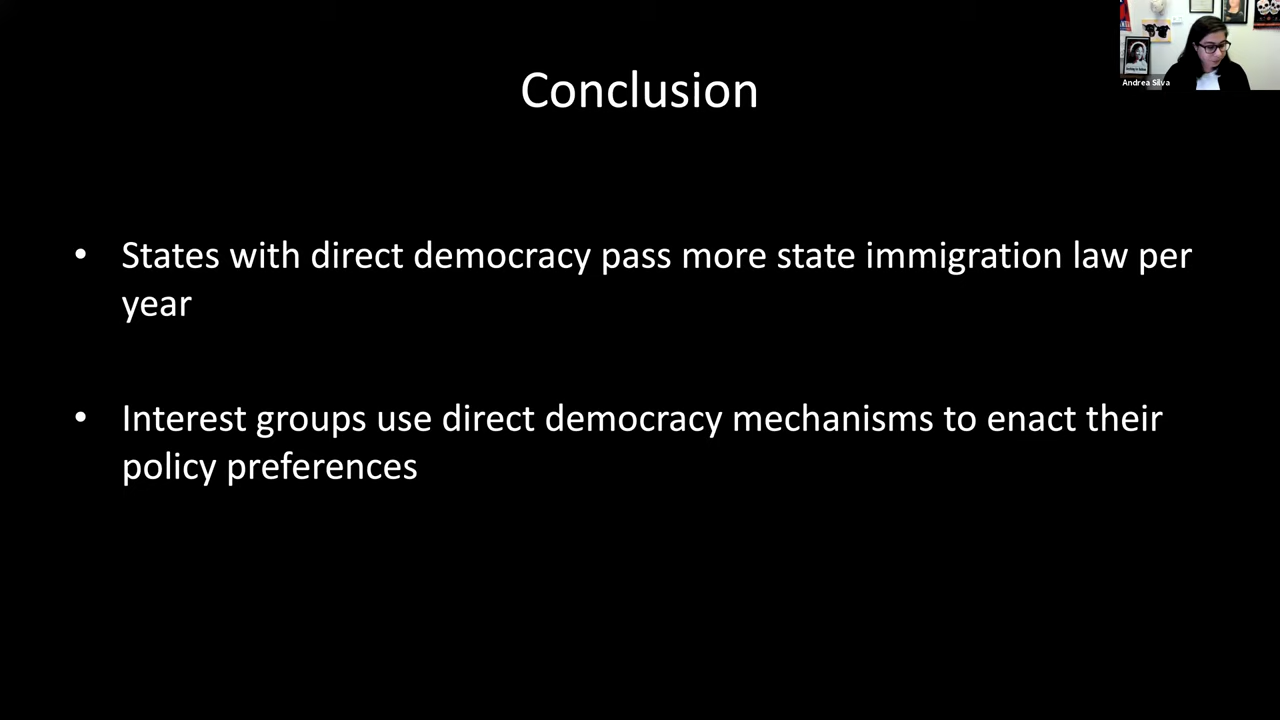 Andrea Silva
Conclusion
• States with direct democracy pass more state immigration law per
year
• Interest groups use direct democracy mechanisms to enact their
policy preferences